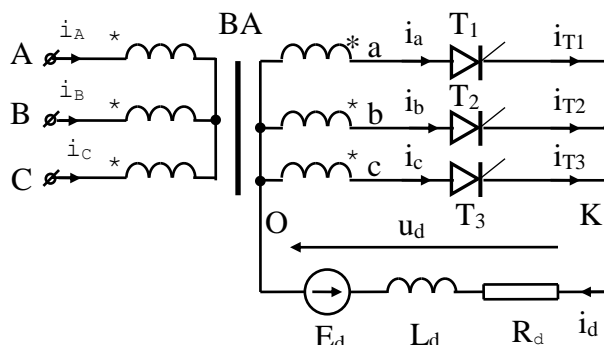 i_A * BA * a i_a T_1 i_T1
A
i_B * * b i_b T_2 i_T2
B
i_C * * c i_c i_T3
C
O T_3 K
u_d
E_d L_d R_d i_d